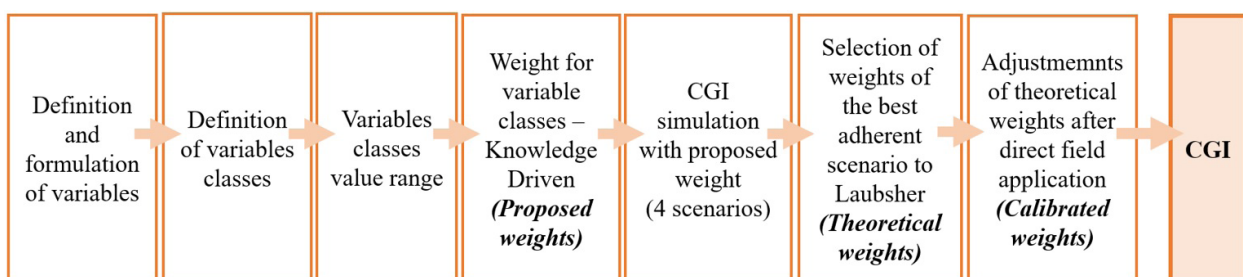 Definition
and
formulation
of variables
Definition
of variables
classes
Variables
classes
value range
Weight for
variable
classes –
Knowledge
Driven
(Proposed
weights)
CGI
simulation
with proposed
weight
(4 scenarios)
Selection of
weights of
the best
adherent
scenario to
Laubsher
(Theoretical
weights)
Adjustmemnts
of theoretical
weights after
direct field
application
(Calibrated
weights)
CGI